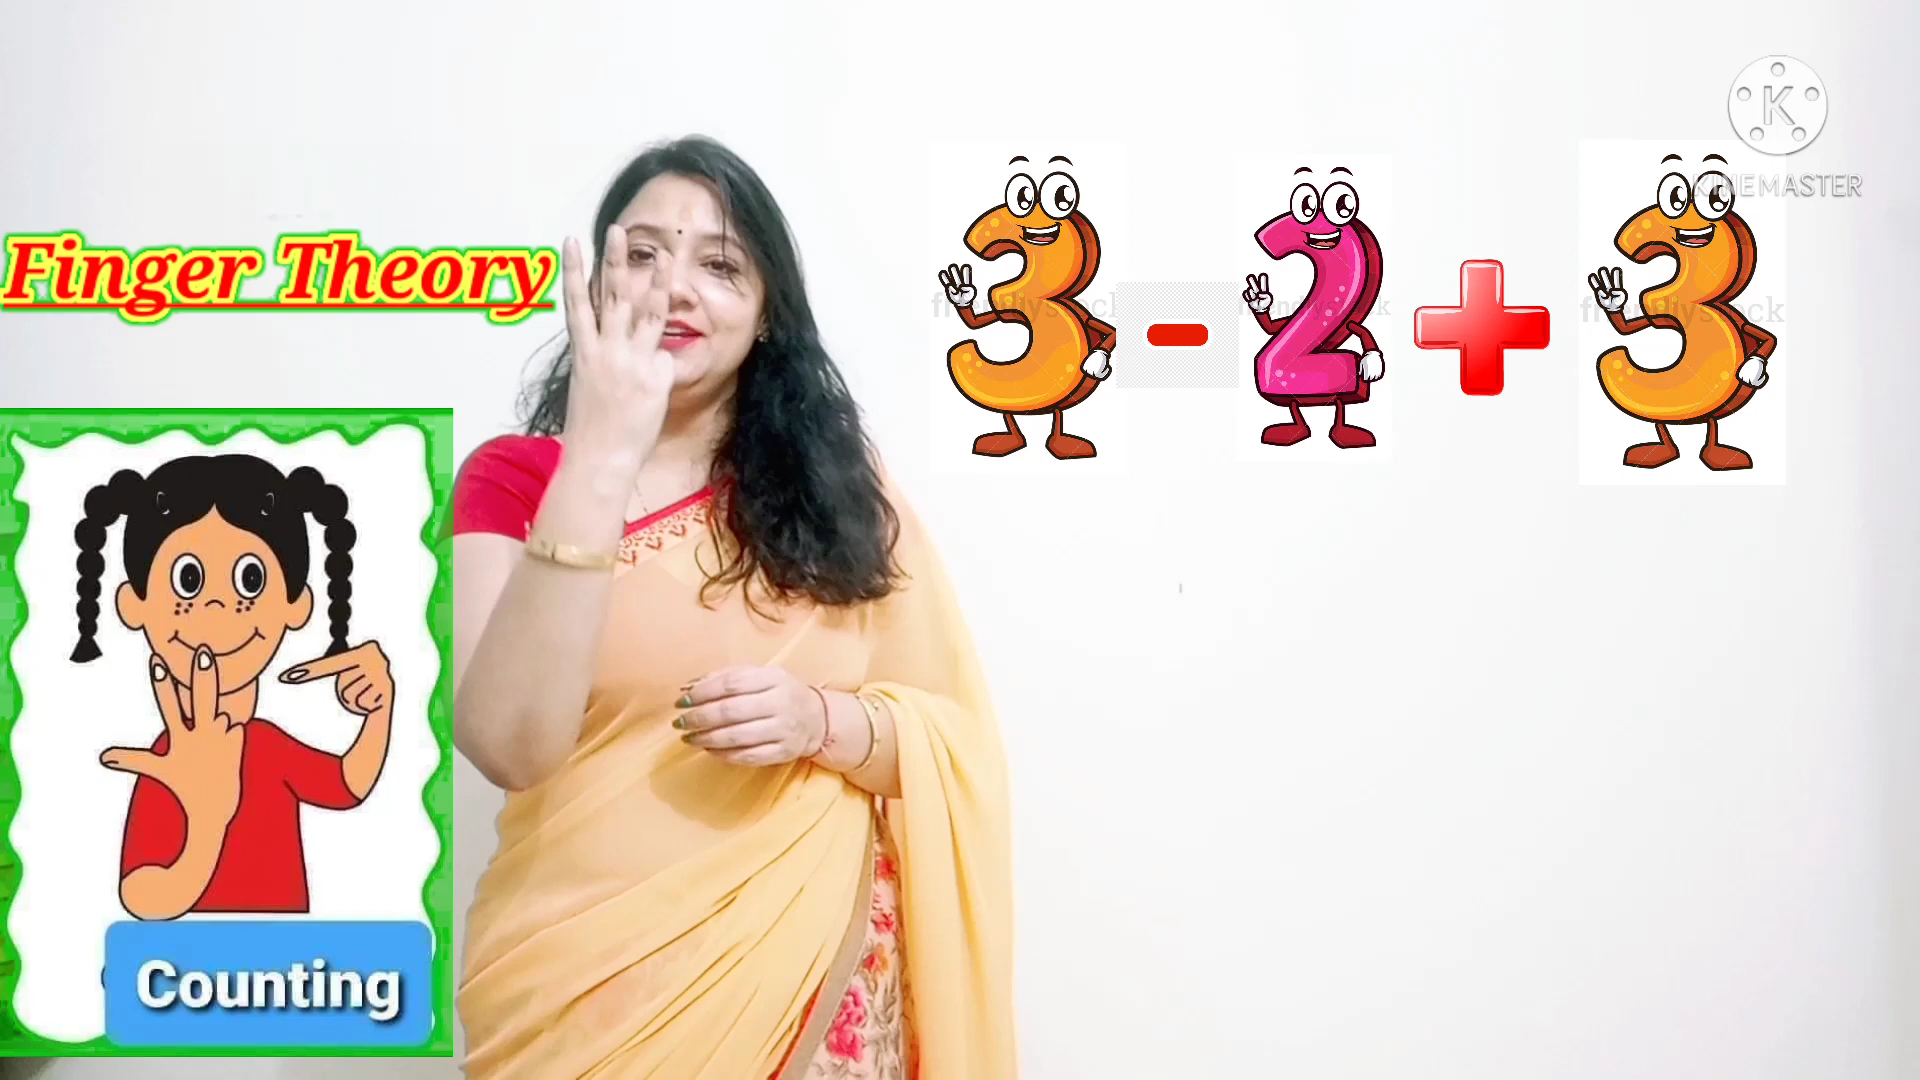 Finger Theory
3 - 2 + 3
K
KINEMASTER
Counting